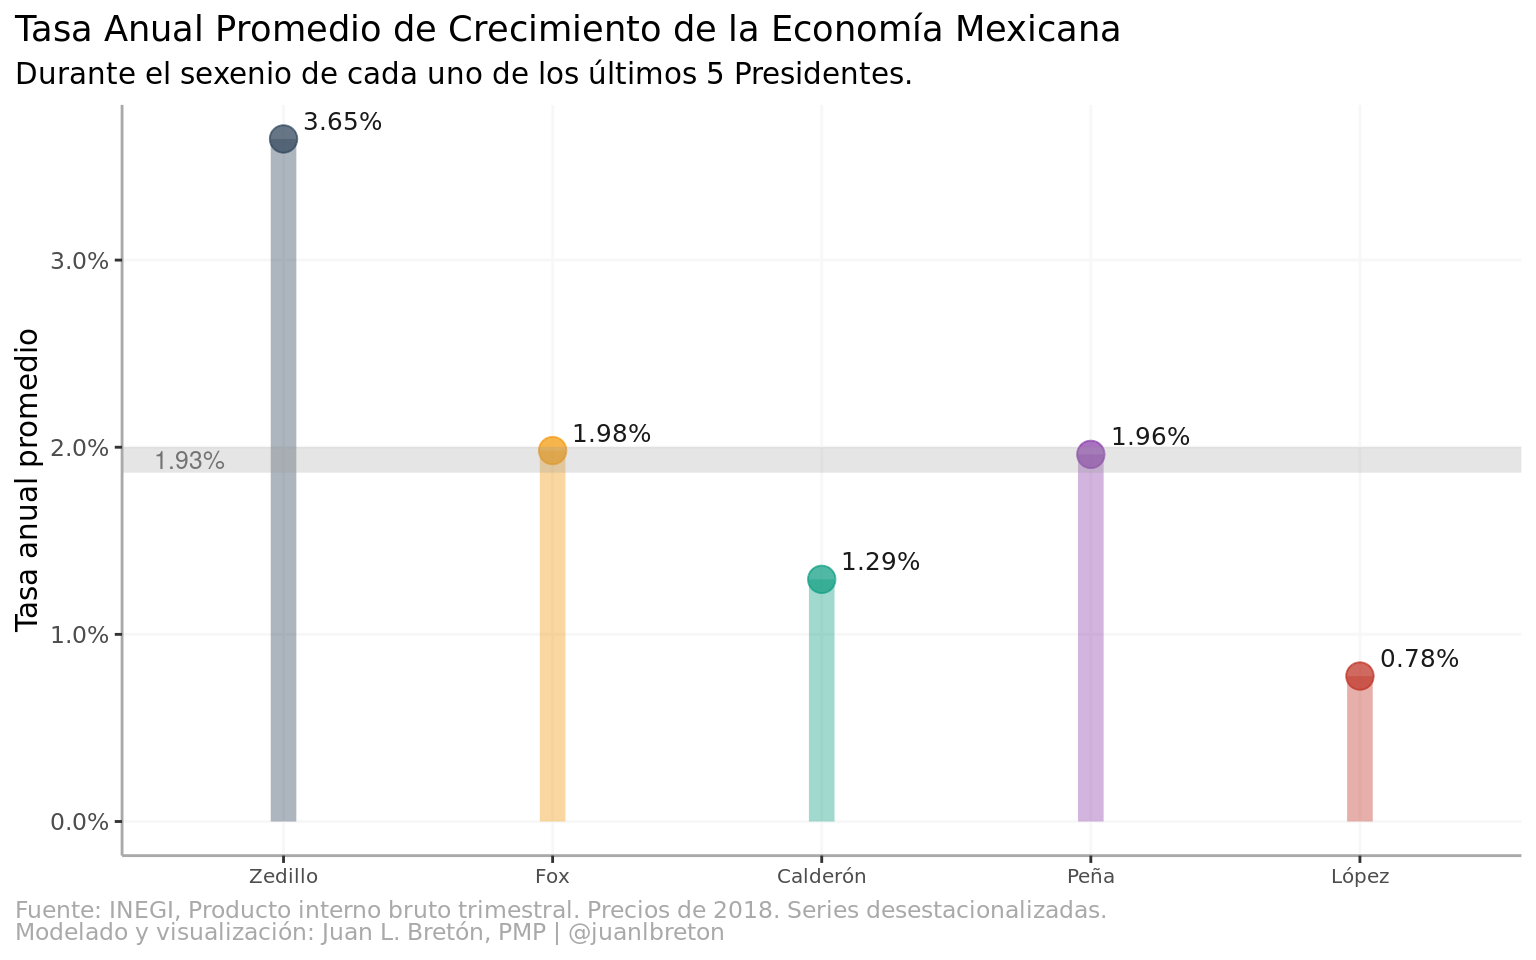 Tasa Anual Promedio de Crecimiento de la Economía Mexicana
Durante el sexenio de cada uno de los últimos 5 Presidentes.
Tasa anual promedio
3.0%
2.0%
1.0%
0.0%
1.93%
3.65%
1.98%
1.29%
1.96%
0.78%
Zedillo
Fox
Calderón
Peña
López
Fuente: INEGI, Producto interno bruto trimestral. Precios de 2018. Series desestacionalizadas.
Modelado y visualización: Juan L. Bretón, PMP | @juanlbreton